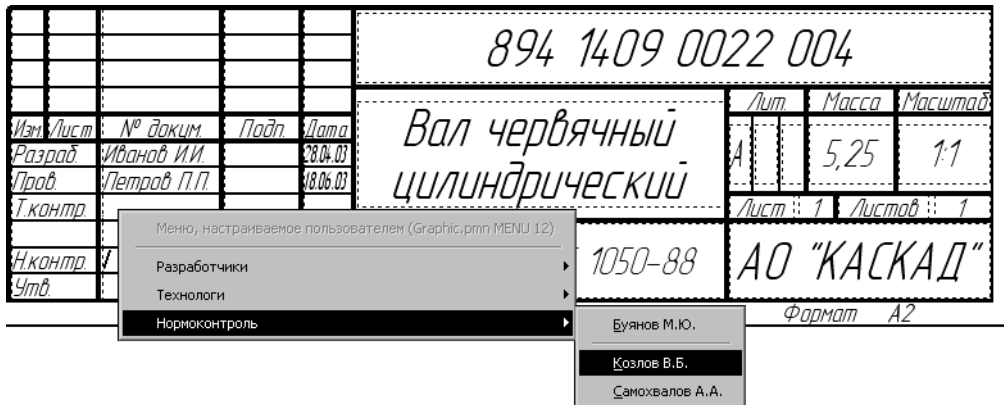 894 1409 0022 004
Лит. Масса Масштаб
Изм. Лист № докум. Подп. Дата
Вал червячный
цилиндрический
Разраб. Иванов И.И. 28.04.03
А 5,25 1:1
Пров. Петров П.П. 18.06.03
Т.контр.
Лист 1 Листов 1
Меню, настраиваемое пользователем (Graphic.pmn MENU 12)
Разработчики
Н.контр.
1050-88 АО "КАСКАД"
Технологи
Утв.
Формат А2
Нормоконтроль
Буянов М.Ю.
Козлов В.Б.
Самохвалов А.А.